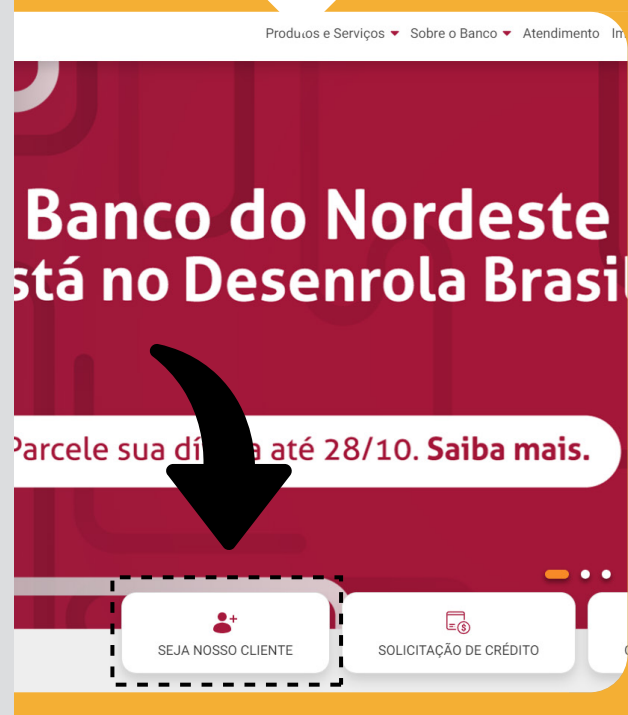 Produtos e Serviços Sobre o Banco Atendimento
Banco do Nordeste
stá no Desenrola Brasil
Parcele sua a até 28/10. Saiba mais.
SEJA NOSSO CLIENTE SOLICITAÇÃO DE CRÉDITO